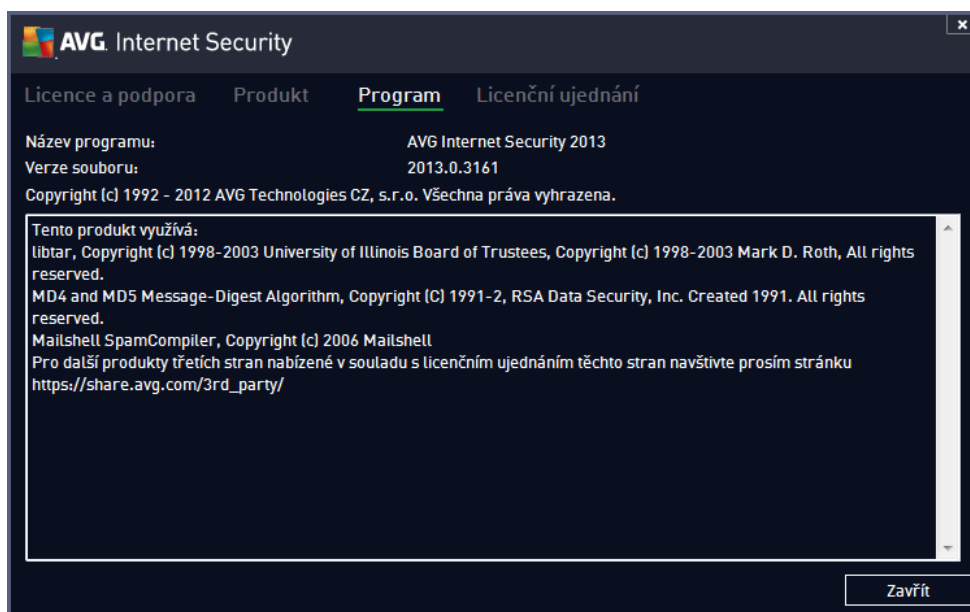 AVG. Internet Security
Licence a podpora Produkt Program Licenční ujednání
Název programu: AVG Internet Security 2013
Verze souboru: 2013.0.3161
Copyright (c) 1992 - 2012 AVG Technologies CZ, s.r.o. Všechna práva vyhrazena.
Tento produkt využívá:
libtar, Copyright (c) 1998-2003 University of Illinois Board of Trustees, Copyright (c) 1998-2003 Mark D. Roth, All rights
reserved.
MD4 and MD5 Message-Digest Algorithm, Copyright (C) 1991-2, RSA Data Security, Inc. Created 1991. All rights
reserved.
Mailshell SpamCompiler, Copyright (c) 2006 Mailshell
Pro další produkty třetích stran nabízené v souladu s licenčním ujednáním těchto stran navštivte prosím stránku
https://share.avg.com/3rd_party/
Zavřít